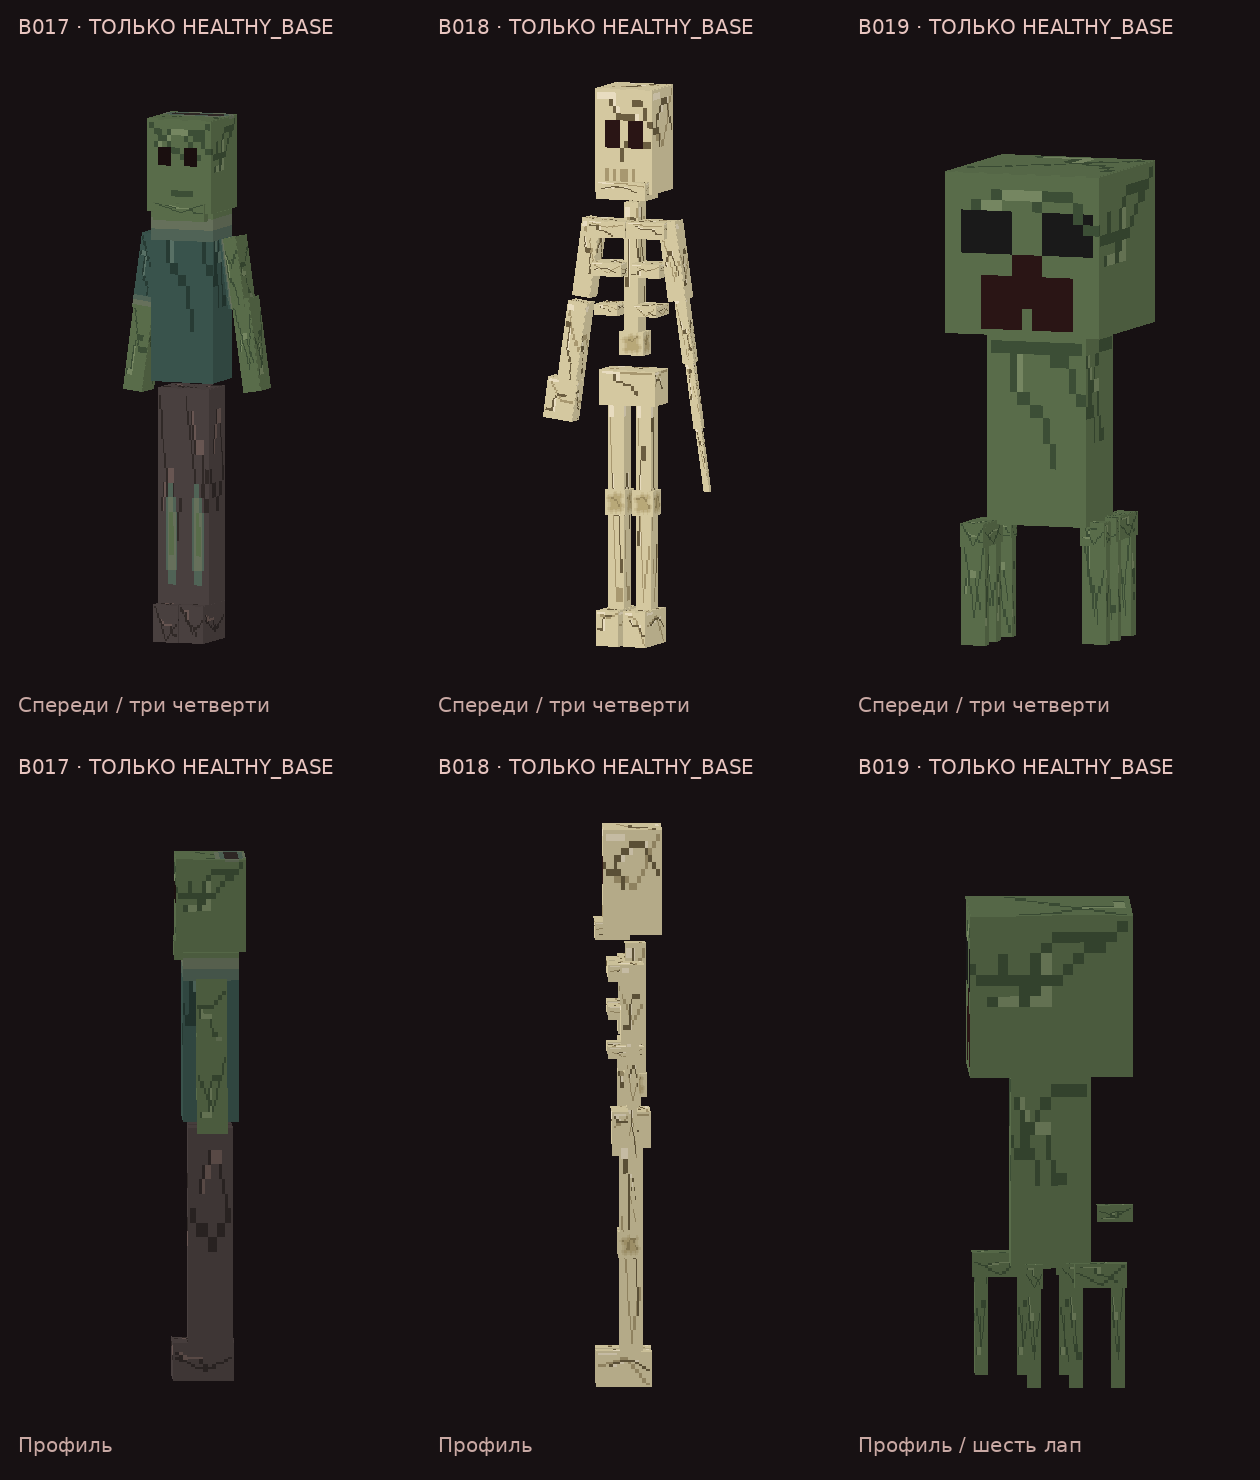 B017 · ТОЛЬКО HEALTHY_BASE
B018 · ТОЛЬКО HEALTHY_BASE
B019 · ТОЛЬКО HEALTHY_BASE
Спереди / три четверти
Спереди / три четверти
Спереди / три четверти
B017 · ТОЛЬКО HEALTHY_BASE
B018 · ТОЛЬКО HEALTHY_BASE
B019 · ТОЛЬКО HEALTHY_BASE
Профиль
Профиль
Профиль / шесть лап